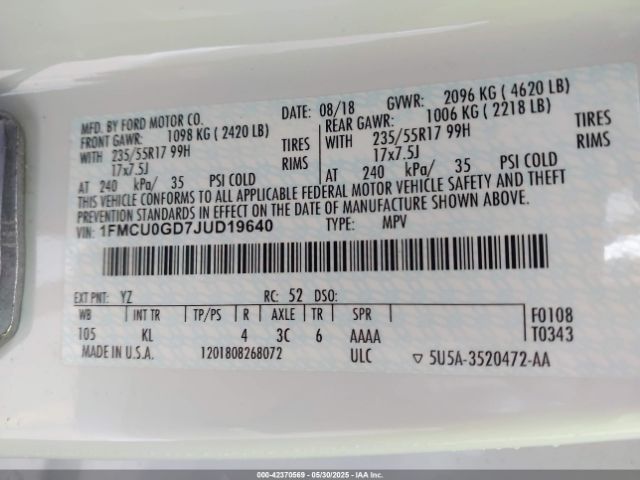 MFD. BY FORD MOTOR CO. DATE: 08/18 GVWR: 2096 KG ( 4620 LB)
FRONT GAWR: 1098 KG ( 2420 LB) REAR GAWR: 1006 KG ( 2218 LB)
WITH 235/55R17 99H TIRES WITH 235/55R17 99H TIRES
17x7.5J RIMS 17x7.5J RIMS
AT 240 kPa/ 35 PSI COLD AT 240 kPa/ 35 PSI COLD
THIS VEHICLE CONFORMS TO ALL APPLICABLE FEDERAL MOTOR VEHICLE SAFETY AND THEFT
PREVENTION STANDARDS IN EFFECT ON THE DATE OF MANUFACTURE SHOWN ABOVE.
VIN: 1FMCU0GD7JUD19640 TYPE: MPV
EXT PNT: YZ RC: 52 DSO:
WB INT TR TP/PS R AXLE TR SPR F0108
105 KL 4 3C 6 AAAA T0343
MADE IN U.S.A. 1201808268072 ULC ▽ 5U5A-3520472-AA
000-42370569 - 05/30/2025 - IAA Inc.